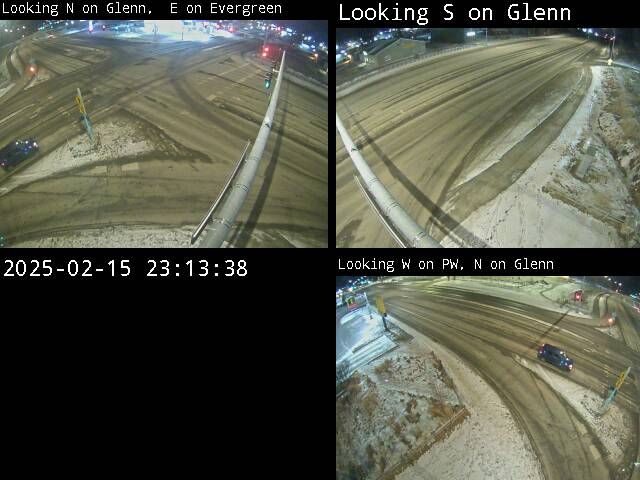 Looking N on Glenn,  E on Evergreen
Looking S on Glenn
2025-02-15 23:13:38
Looking W on PW, N on Glenn